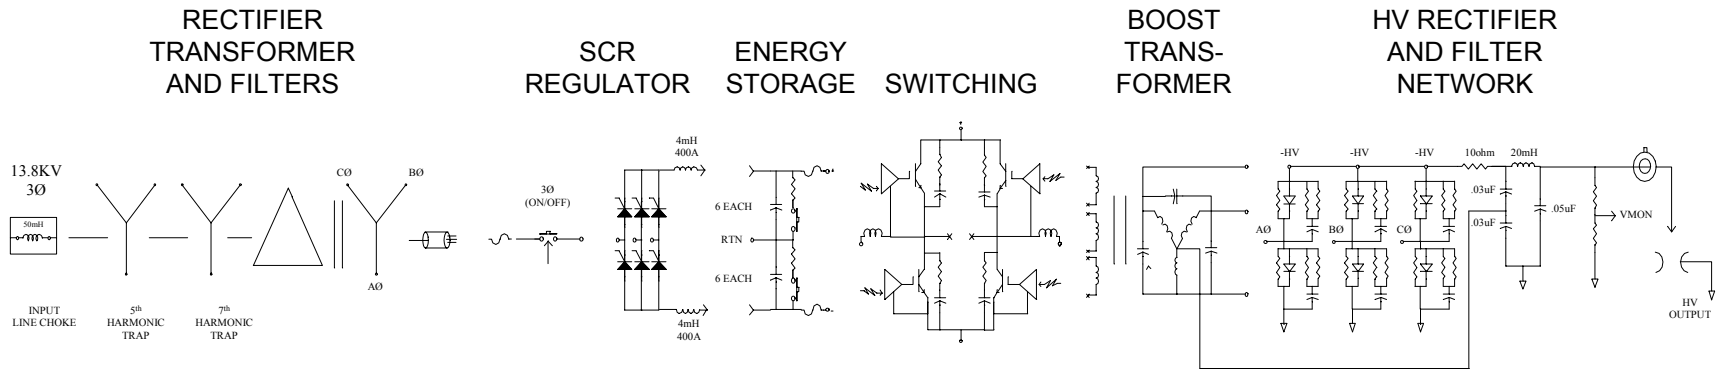 RECTIFIER
TRANSFORMER
AND FILTERS
SCR
REGULATOR
ENERGY
STORAGE
SWITCHING
BOOST
TRANS-
FORMER
HV RECTIFIER
AND FILTER
NETWORK
13.8KV
3Ø
50mH
INPUT
LINE CHOKE
5th
HARMONIC
TRAP
7th
HARMONIC
TRAP
CØ
BØ
AØ
3Ø
(ON/OFF)
4mH
400A
4mH
400A
6 EACH
RTN
6 EACH
-HV
-HV
-HV
AØ
BØ
CØ
10ohm
20mH
.03uF
.03uF
.05uF
VMON
HV
OUTPUT